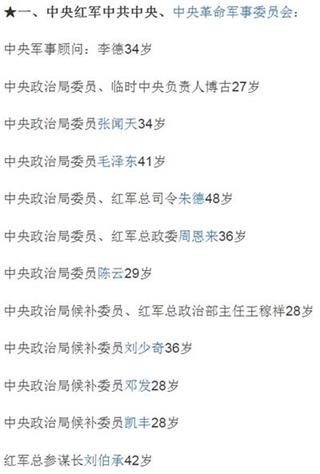 ★一、中央红军中共中央、中央革命军事委员会：
中央军事顾问：李德34岁
中央政治局委员、临时中央负责人博古27岁
中央政治局委员张闻天34岁
中央政治局委员毛泽东41岁
中央政治局委员、红军总司令朱德48岁
中央政治局委员、红军总政委周恩来36岁
中央政治局委员陈云29岁
中央政治局候补委员、红军总政治部主任王稼祥28岁
中央政治局候补委员刘少奇36岁
中央政治局候补委员邓发28岁
中央政治局候补委员凯丰28岁
红军总参谋长刘伯承42岁